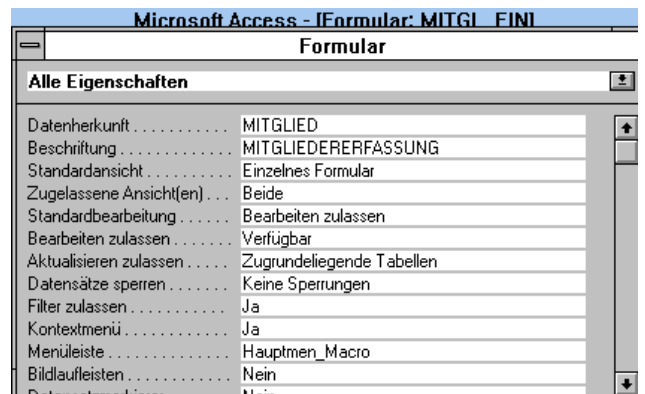 Microsoft Access - [Formular: MITGL_EIN]
Formular
Alle Eigenschaften
Datenherkunft . . . . . . . . . . . MITGLIED
Beschriftung . . . . . . . . . . . . . MITGLIEDERERFASSUNG
Standardansicht . . . . . . . . . . Einzelnes Formular
Zugelassene Ansicht(en) . . . Beide
Standardbearbeitung . . . . . . Bearbeiten zulassen
Bearbeiten zulassen . . . . . . . Verfügbar
Aktualisieren zulassen . . . . . Zugrundeliegende Tabellen
Datensätze sperren . . . . . . . Keine Sperrungen
Filter zulassen . . . . . . . . . . . Ja
Kontextmenü . . . . . . . . . . . . Ja
Menüleiste . . . . . . . . . . . . . . Hauptmen_Macro
Bildlaufleisten . . . . . . . . . . . . Nein
Datensatzmarkierer . . . . . . . Nein